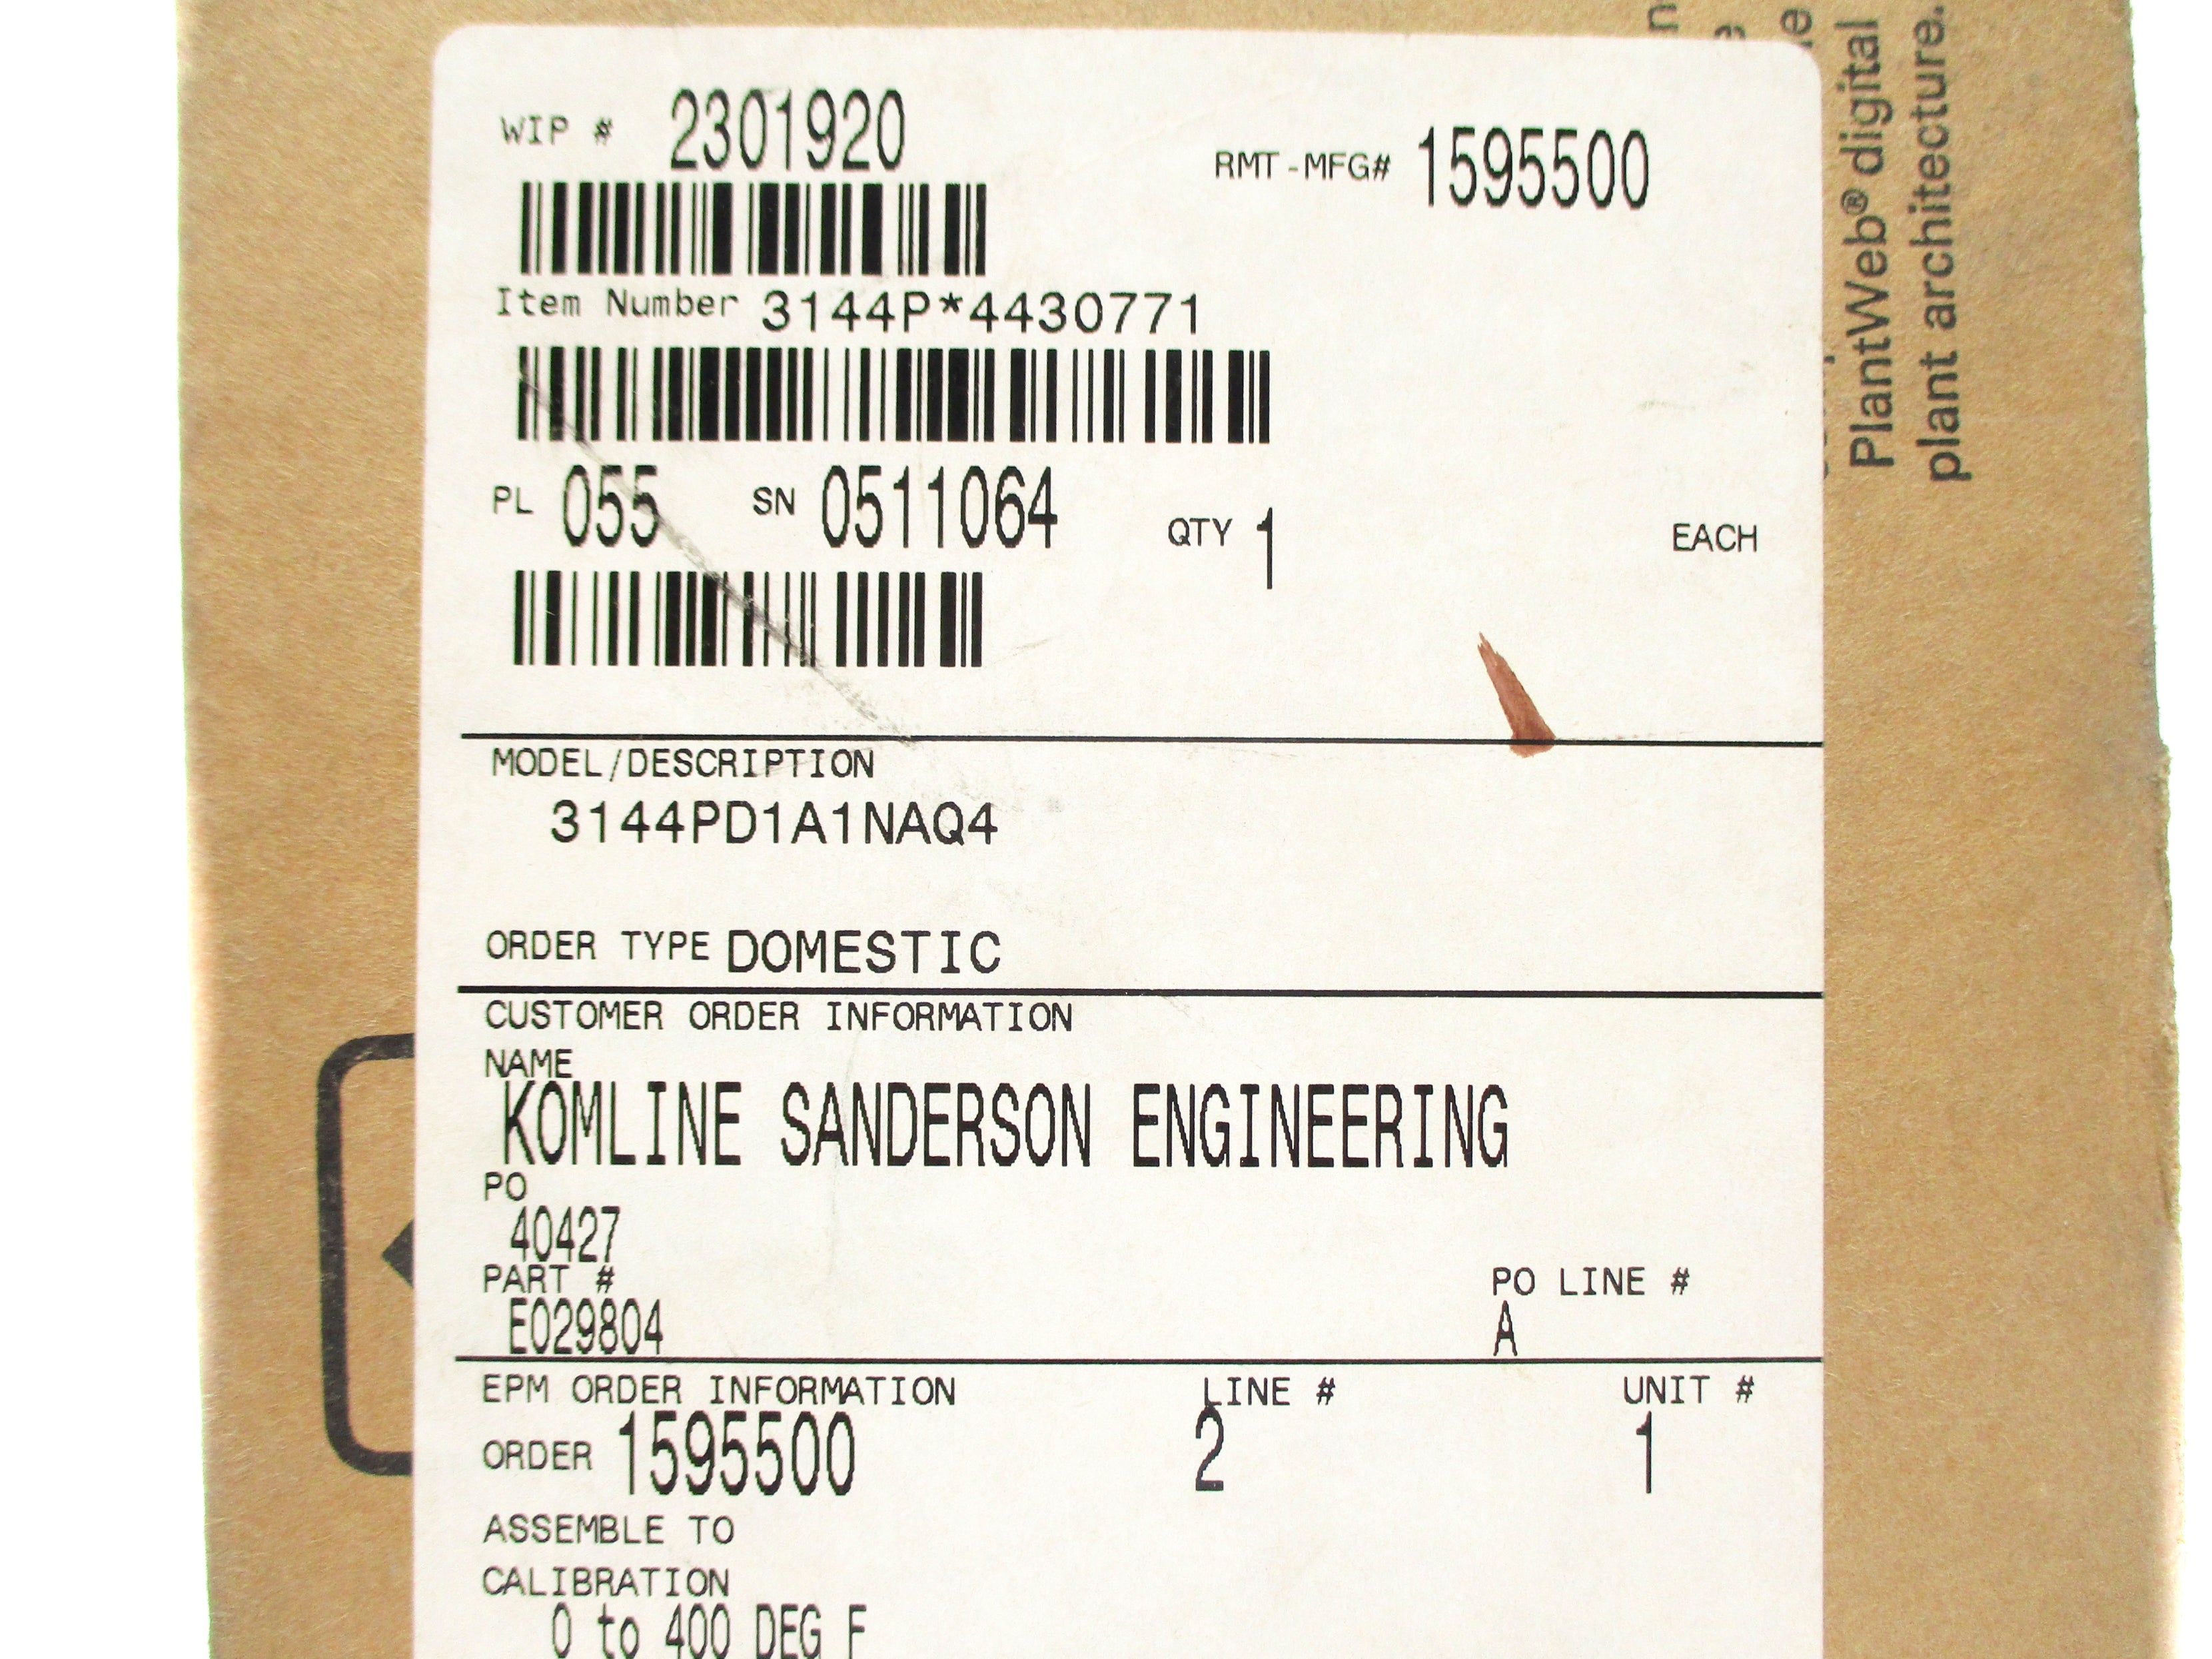 WIP # 2301920
RMT-MFG# 1595500
Item Number 3144P*4430771
PL 055 SN 0511064 QTY 1 EACH
MODEL/DESCRIPTION
3144PD1A1NAQ4
ORDER TYPE DOMESTIC
CUSTOMER ORDER INFORMATION
NAME
KOMLINE SANDERSON ENGINEERING
PO
40427
PART # PO LINE #
E029804 A
EPM ORDER INFORMATION LINE # UNIT #
ORDER 1595500 2 1
ASSEMBLE TO
CALIBRATION
0 to 400 DEG F
PlantWeb® digital
plant architecture.